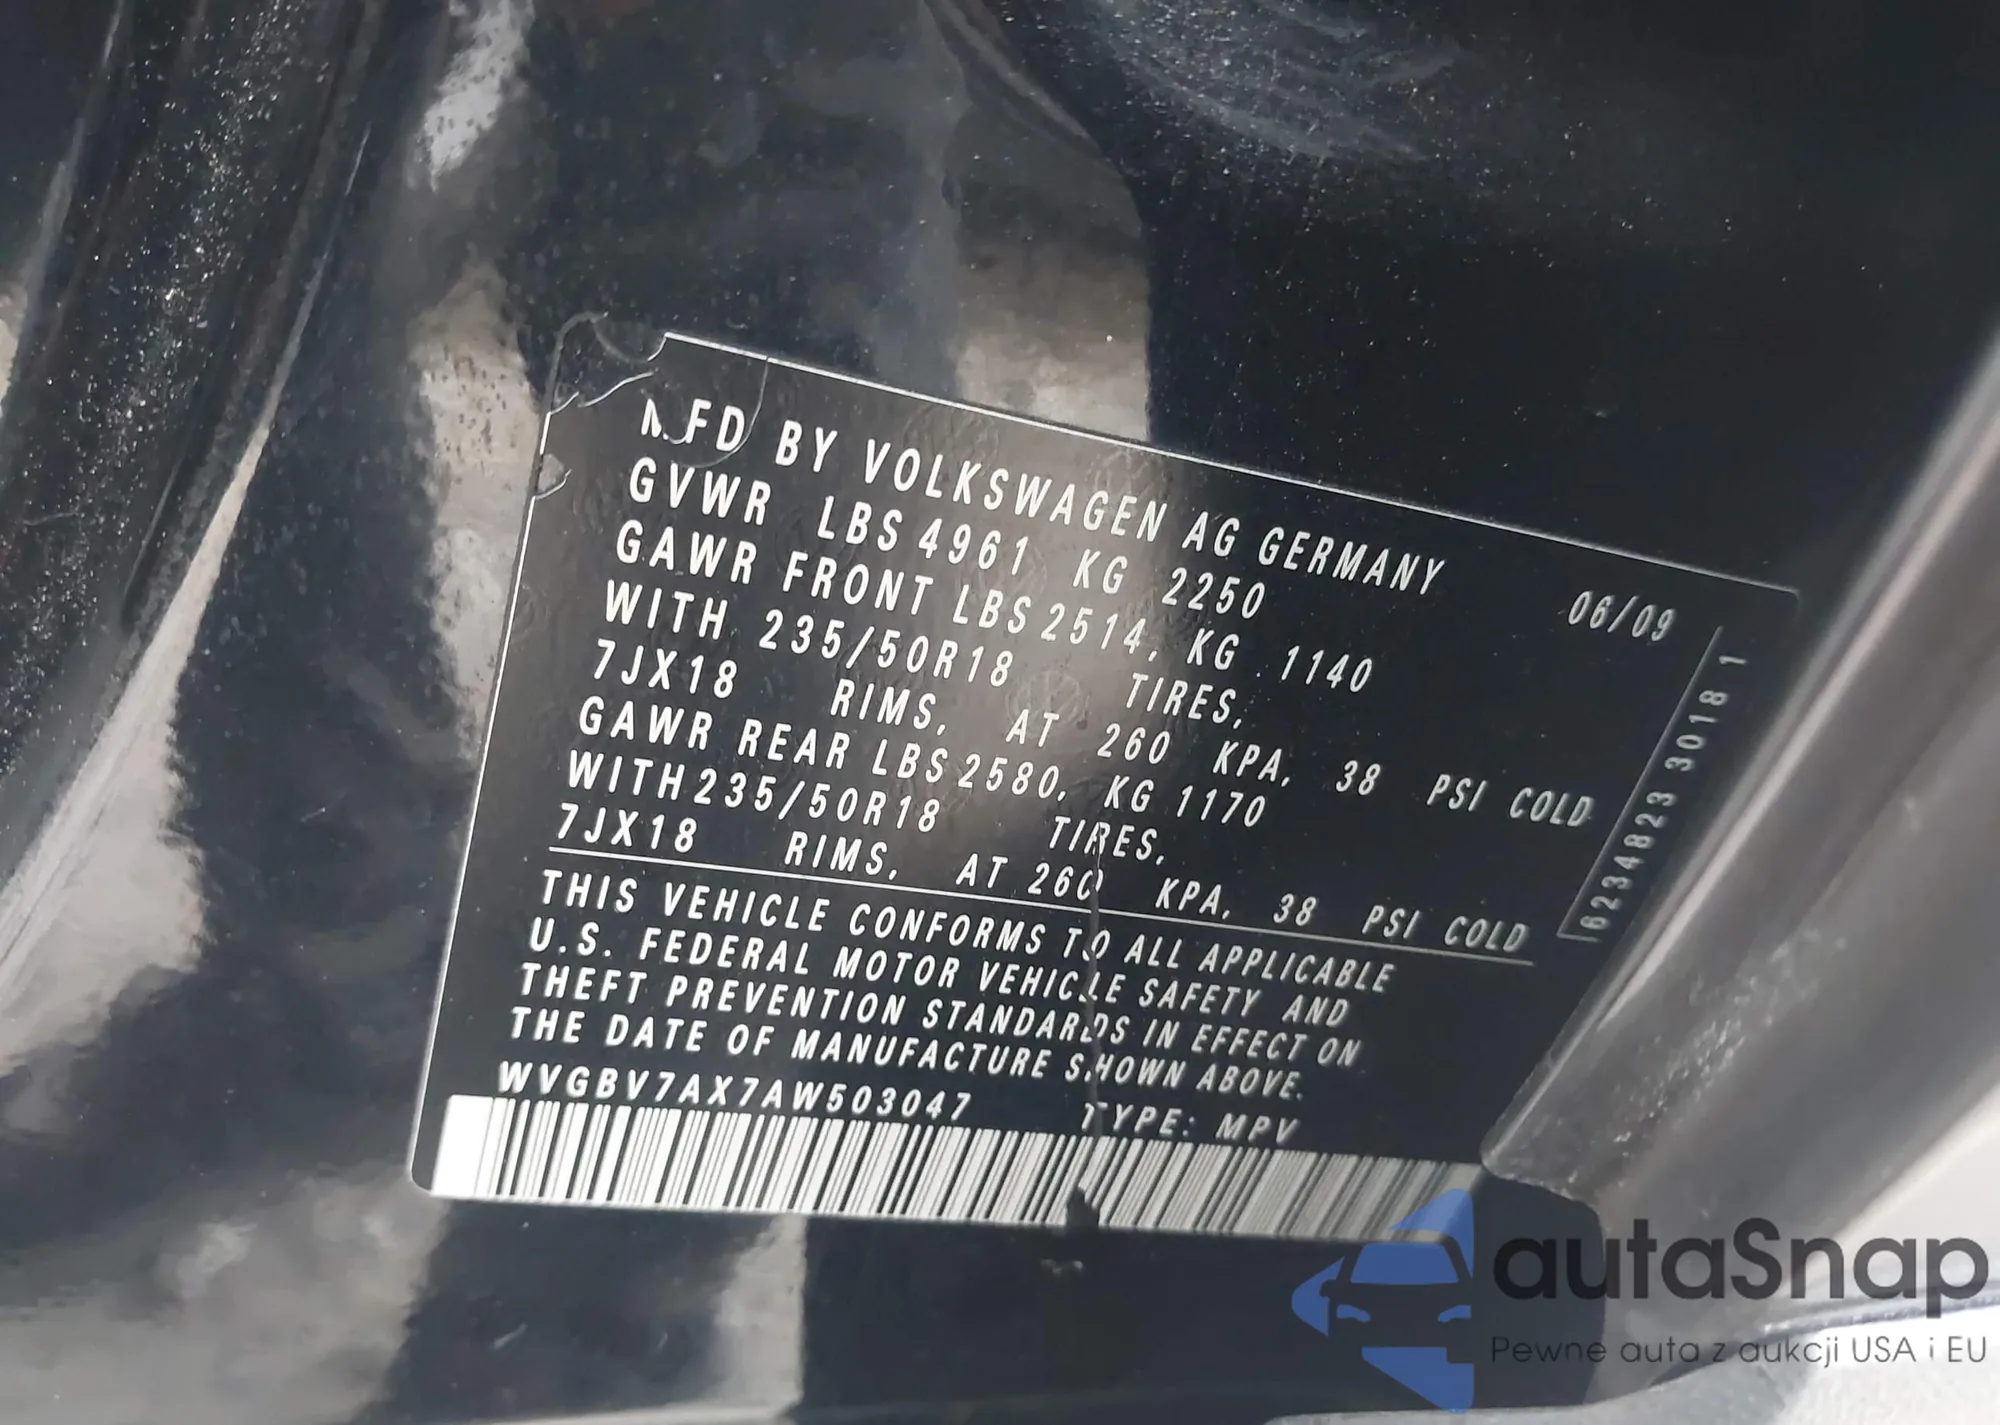 MFD BY VOLKSWAGEN AG GERMANY
GVWR LBS 4961 KG 2250 06/09
GAWR FRONT LBS 2514, KG 1140
WITH 235/50R18 TIRES,
7JX18 RIMS, AT 260 KPA, 38 PSI COLD
GAWR REAR LBS 2580, KG 1170
WITH 235/50R18 TIRES,
7JX18 RIMS, AT 260 KPA, 38 PSI COLD
THIS VEHICLE CONFORMS TO ALL APPLICABLE
U.S. FEDERAL MOTOR VEHICLE SAFETY AND
THEFT PREVENTION STANDARDS IN EFFECT ON
THE DATE OF MANUFACTURE SHOWN ABOVE.
WVGBV7AX7AW503047 TYPE: MPV
6234823 3018 1
autaSnap
Pewne auta z aukcji USA i EU